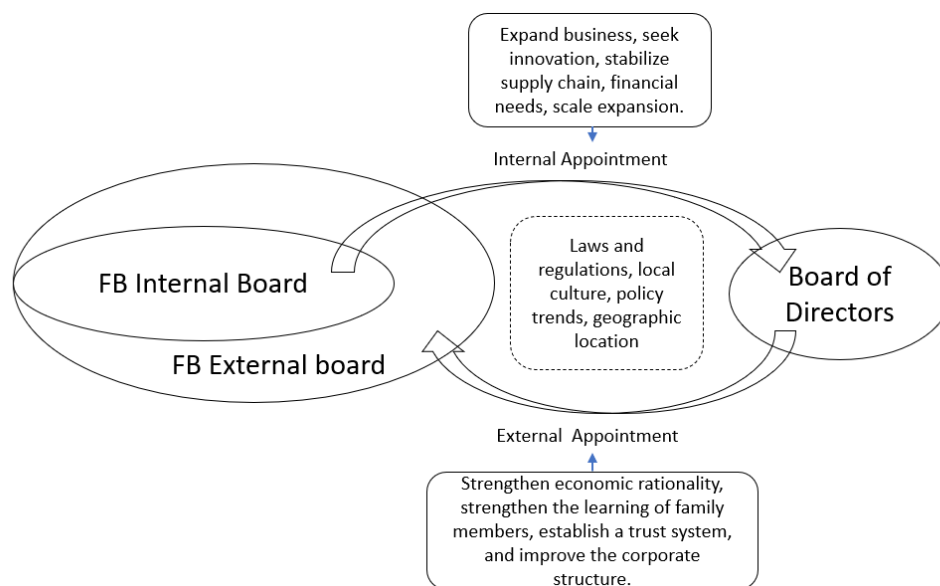 Expand business, seek
innovation, stabilize
supply chain, financial
needs, scale expansion.
Internal Appointment
Laws and
regulations, local
culture, policy
trends, geographic
location
FB Internal Board
Board of
Directors
FB External board
External  Appointment
Strengthen economic rationality,
strengthen the learning of family
members, establish a trust system,
and improve the corporate
structure.